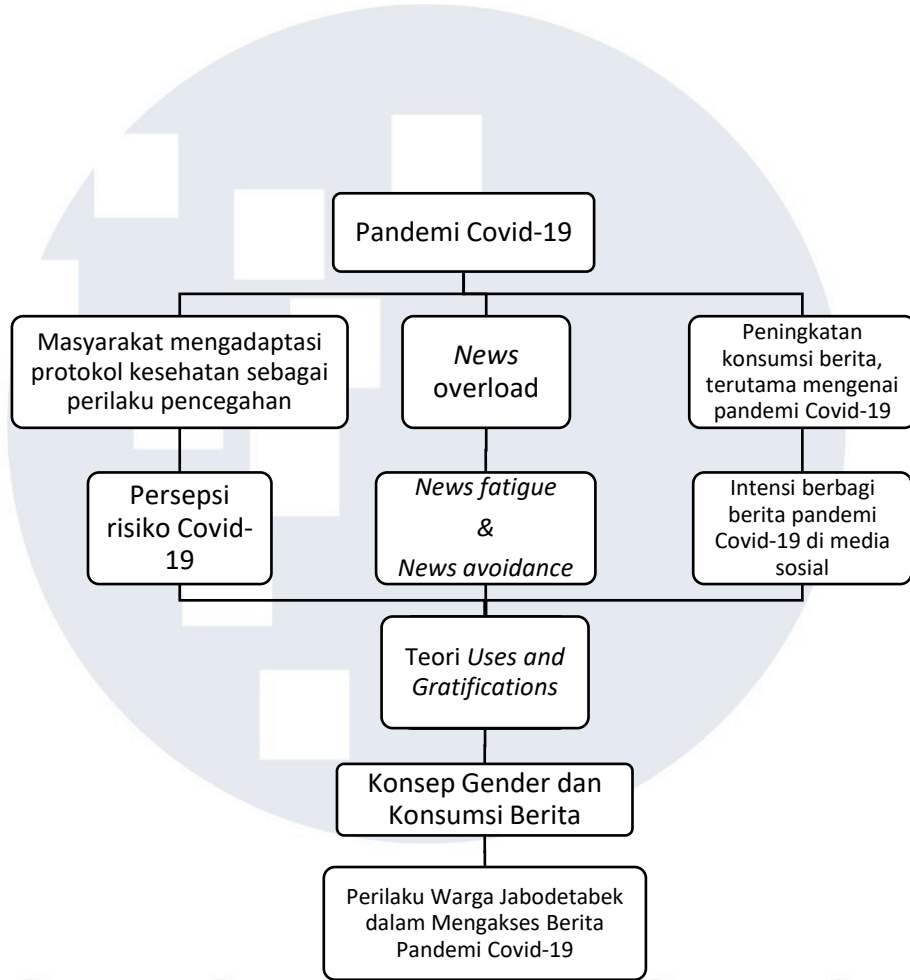 Pandemi Covid-19
Masyarakat mengadaptasi
protokol kesehatan sebagai
perilaku pencegahan
News
overload
Peningkatan
konsumsi berita,
terutama mengenai
pandemi Covid-19
Persepsi
risiko Covid-
19
News fatigue
&
News avoidance
Intensi berbagi
berita pandemi
Covid-19 di media
sosial
Teori Uses and
Gratifications
Konsep Gender dan
Konsumsi Berita
Perilaku Warga Jabodetabek
dalam Mengakses Berita
Pandemi Covid-19